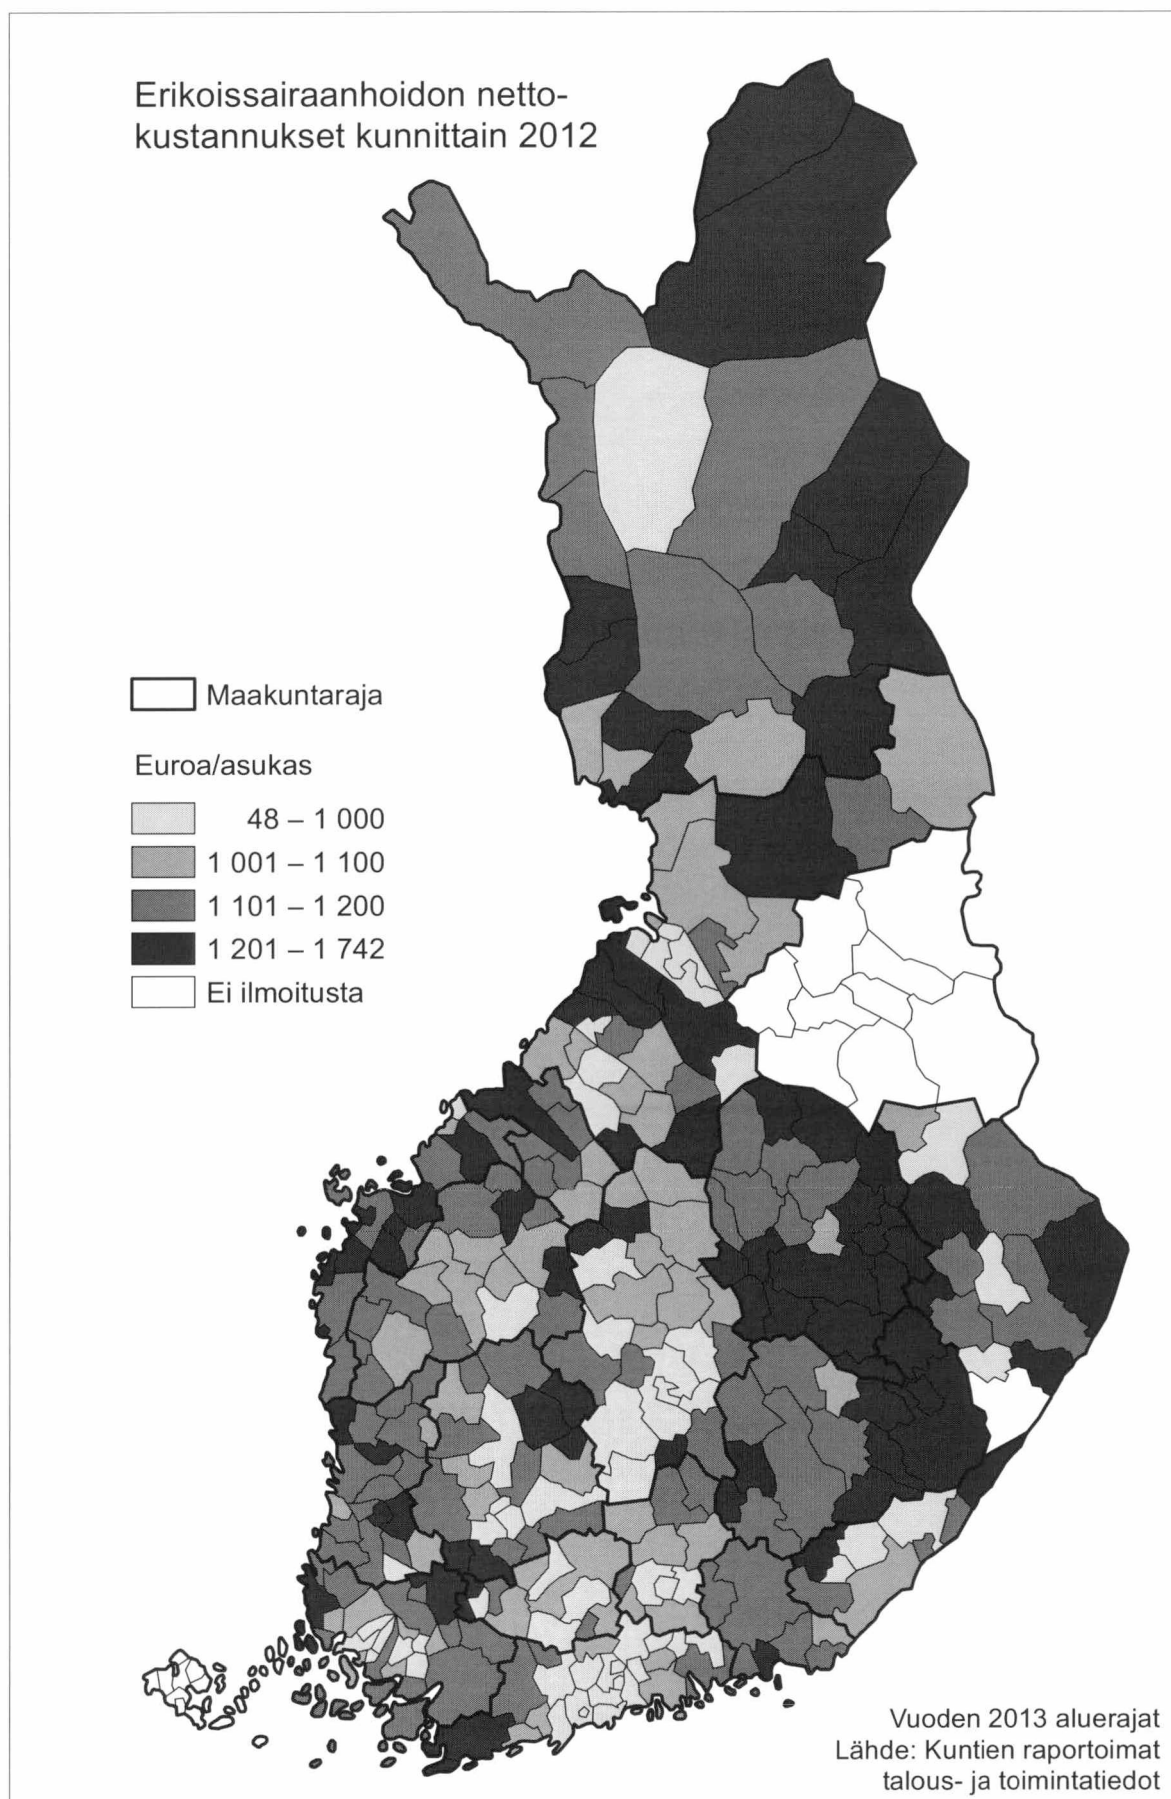 Erikoissairaanhoidon netto-
kustannukset kunnittain 2012
Maakuntaraja
Euroa/asukas
48 – 1 000
1 001 – 1 100
1 101 – 1 200
1 201 – 1 742
Ei ilmoitusta
Vuoden 2013 aluerajat
Lähde: Kuntien raportoimat
talous- ja toimintatiedot